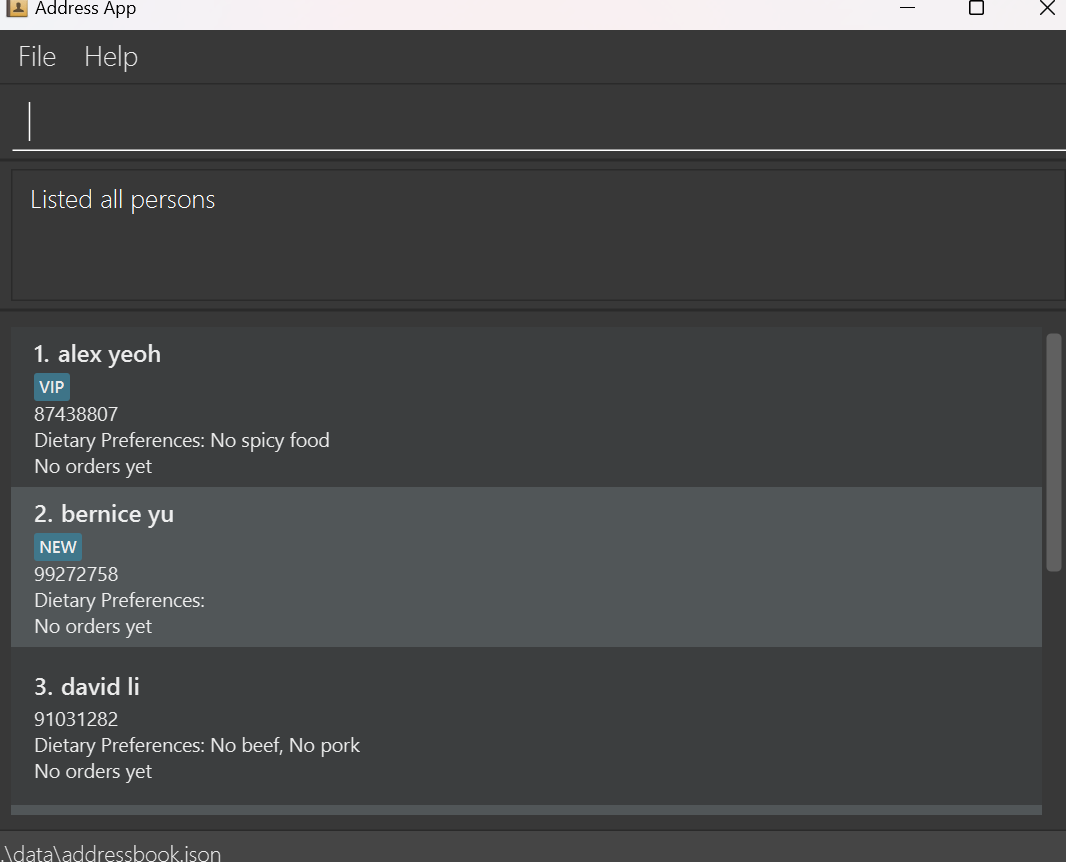 Address App
File Help
Listed all persons
1. alex yeoh
VIP
87438807
Dietary Preferences: No spicy food
No orders yet
2. bernice yu
NEW
99272758
Dietary Preferences:
No orders yet
3. david li
91031282
Dietary Preferences: No beef, No pork
No orders yet
.\data\addressbook.json